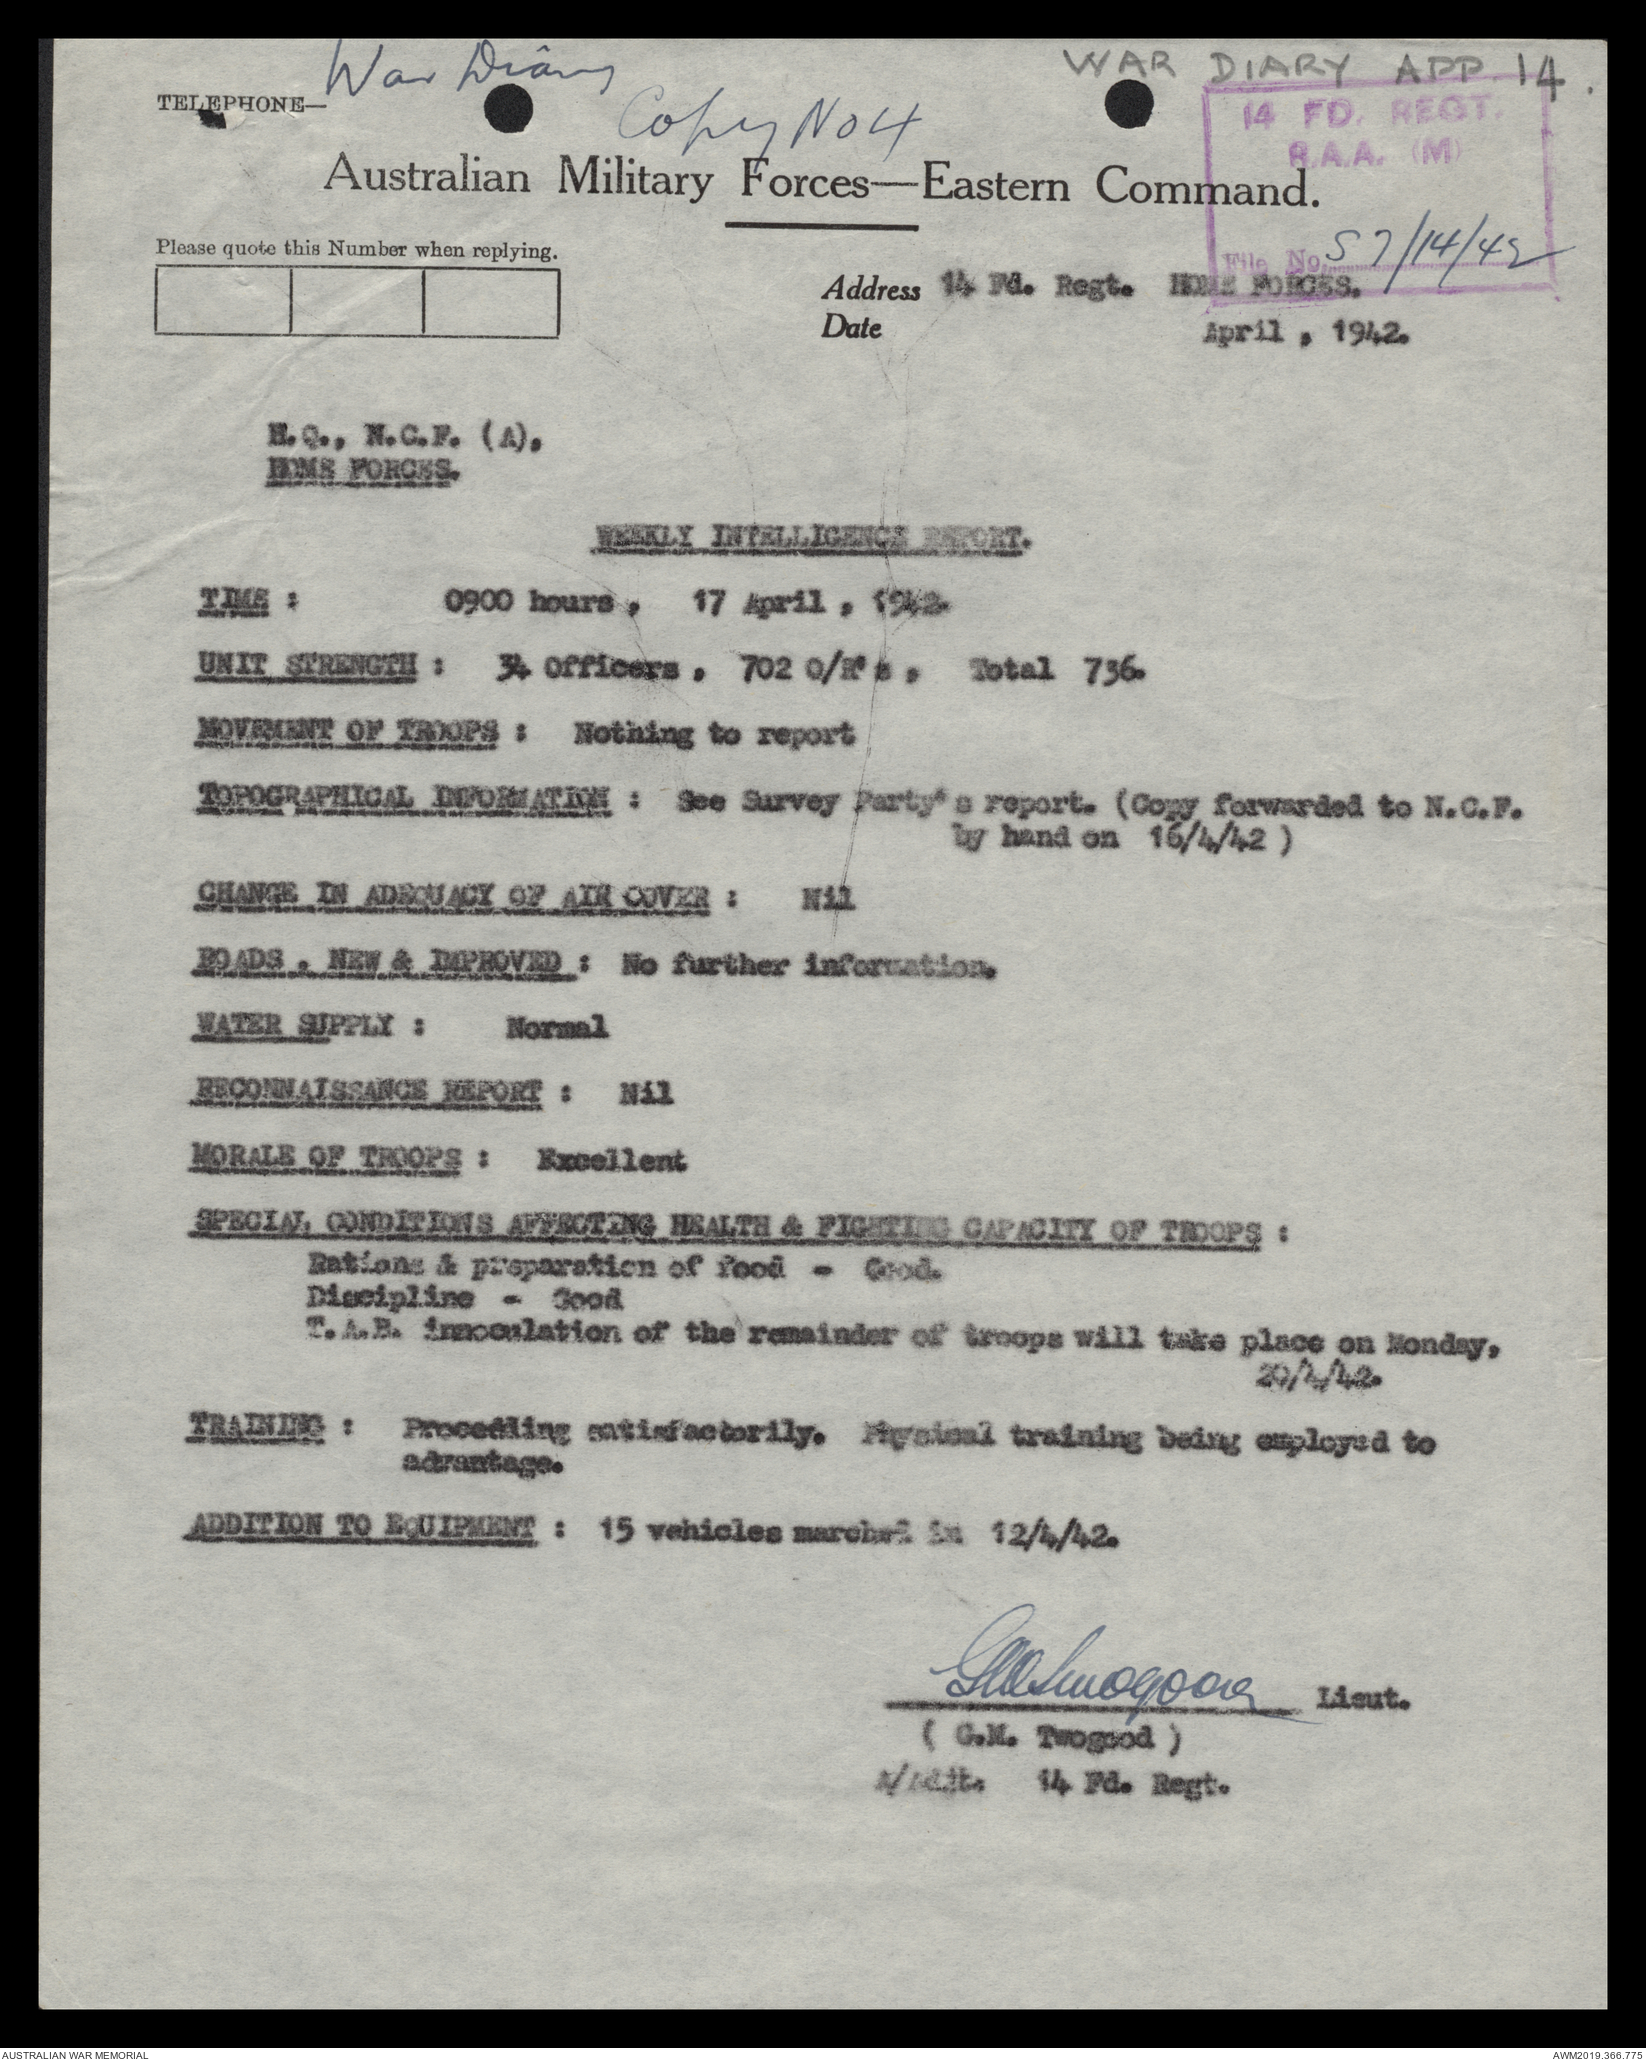 War Diary
WAR DIARY APP. 14.
TELEPHONE—
Copy No 4
14 FD. REGT.
R.A.A. (M)
Australian Military Forces—Eastern Command.
File No. S 7/14/42
Please quote this Number when replying.
Address 14 Fd. Regt. HOME FORCES.
Date April , 1942.
H.Q., N.C.F. (A),
HOME FORCES.
WEEKLY INTELLIGENCE REPORT.
TIME : 0900 hours , 17 April , 1942.
UNIT STRENGTH : 34 Officers , 702 O/R's , Total 736.
MOVEMENT OF TROOPS : Nothing to report
TOPOGRAPHICAL INFORMATION : See Survey Party's report. (Copy forwarded to N.C.F.
by hand on 16/4/42 )
CHANGE IN ADEQUACY OF AIR COVER : Nil
ROADS , NEW & IMPROVED : No further information.
WATER SUPPLY : Normal
RECONNAISSANCE REPORT : Nil
MORALE OF TROOPS : Excellent
SPECIAL CONDITIONS AFFECTING HEALTH & FIGHTING CAPACITY OF TROOPS :
Rations & preparation of food - Good.
Discipline - Good
T.A.B. innoculation of the remainder of troops will take place on Monday,
20/4/42.
TRAINING : Proceeding satisfactorily. Physical training being employed to
advantage.
ADDITION TO EQUIPMENT : 15 vehicles marched in 12/4/42.
GMTwogood Lieut.
( G.M. Twogood )
A/Adjt. 14 Fd. Regt.
AUSTRALIAN WAR MEMORIAL
AWM2019.366.775